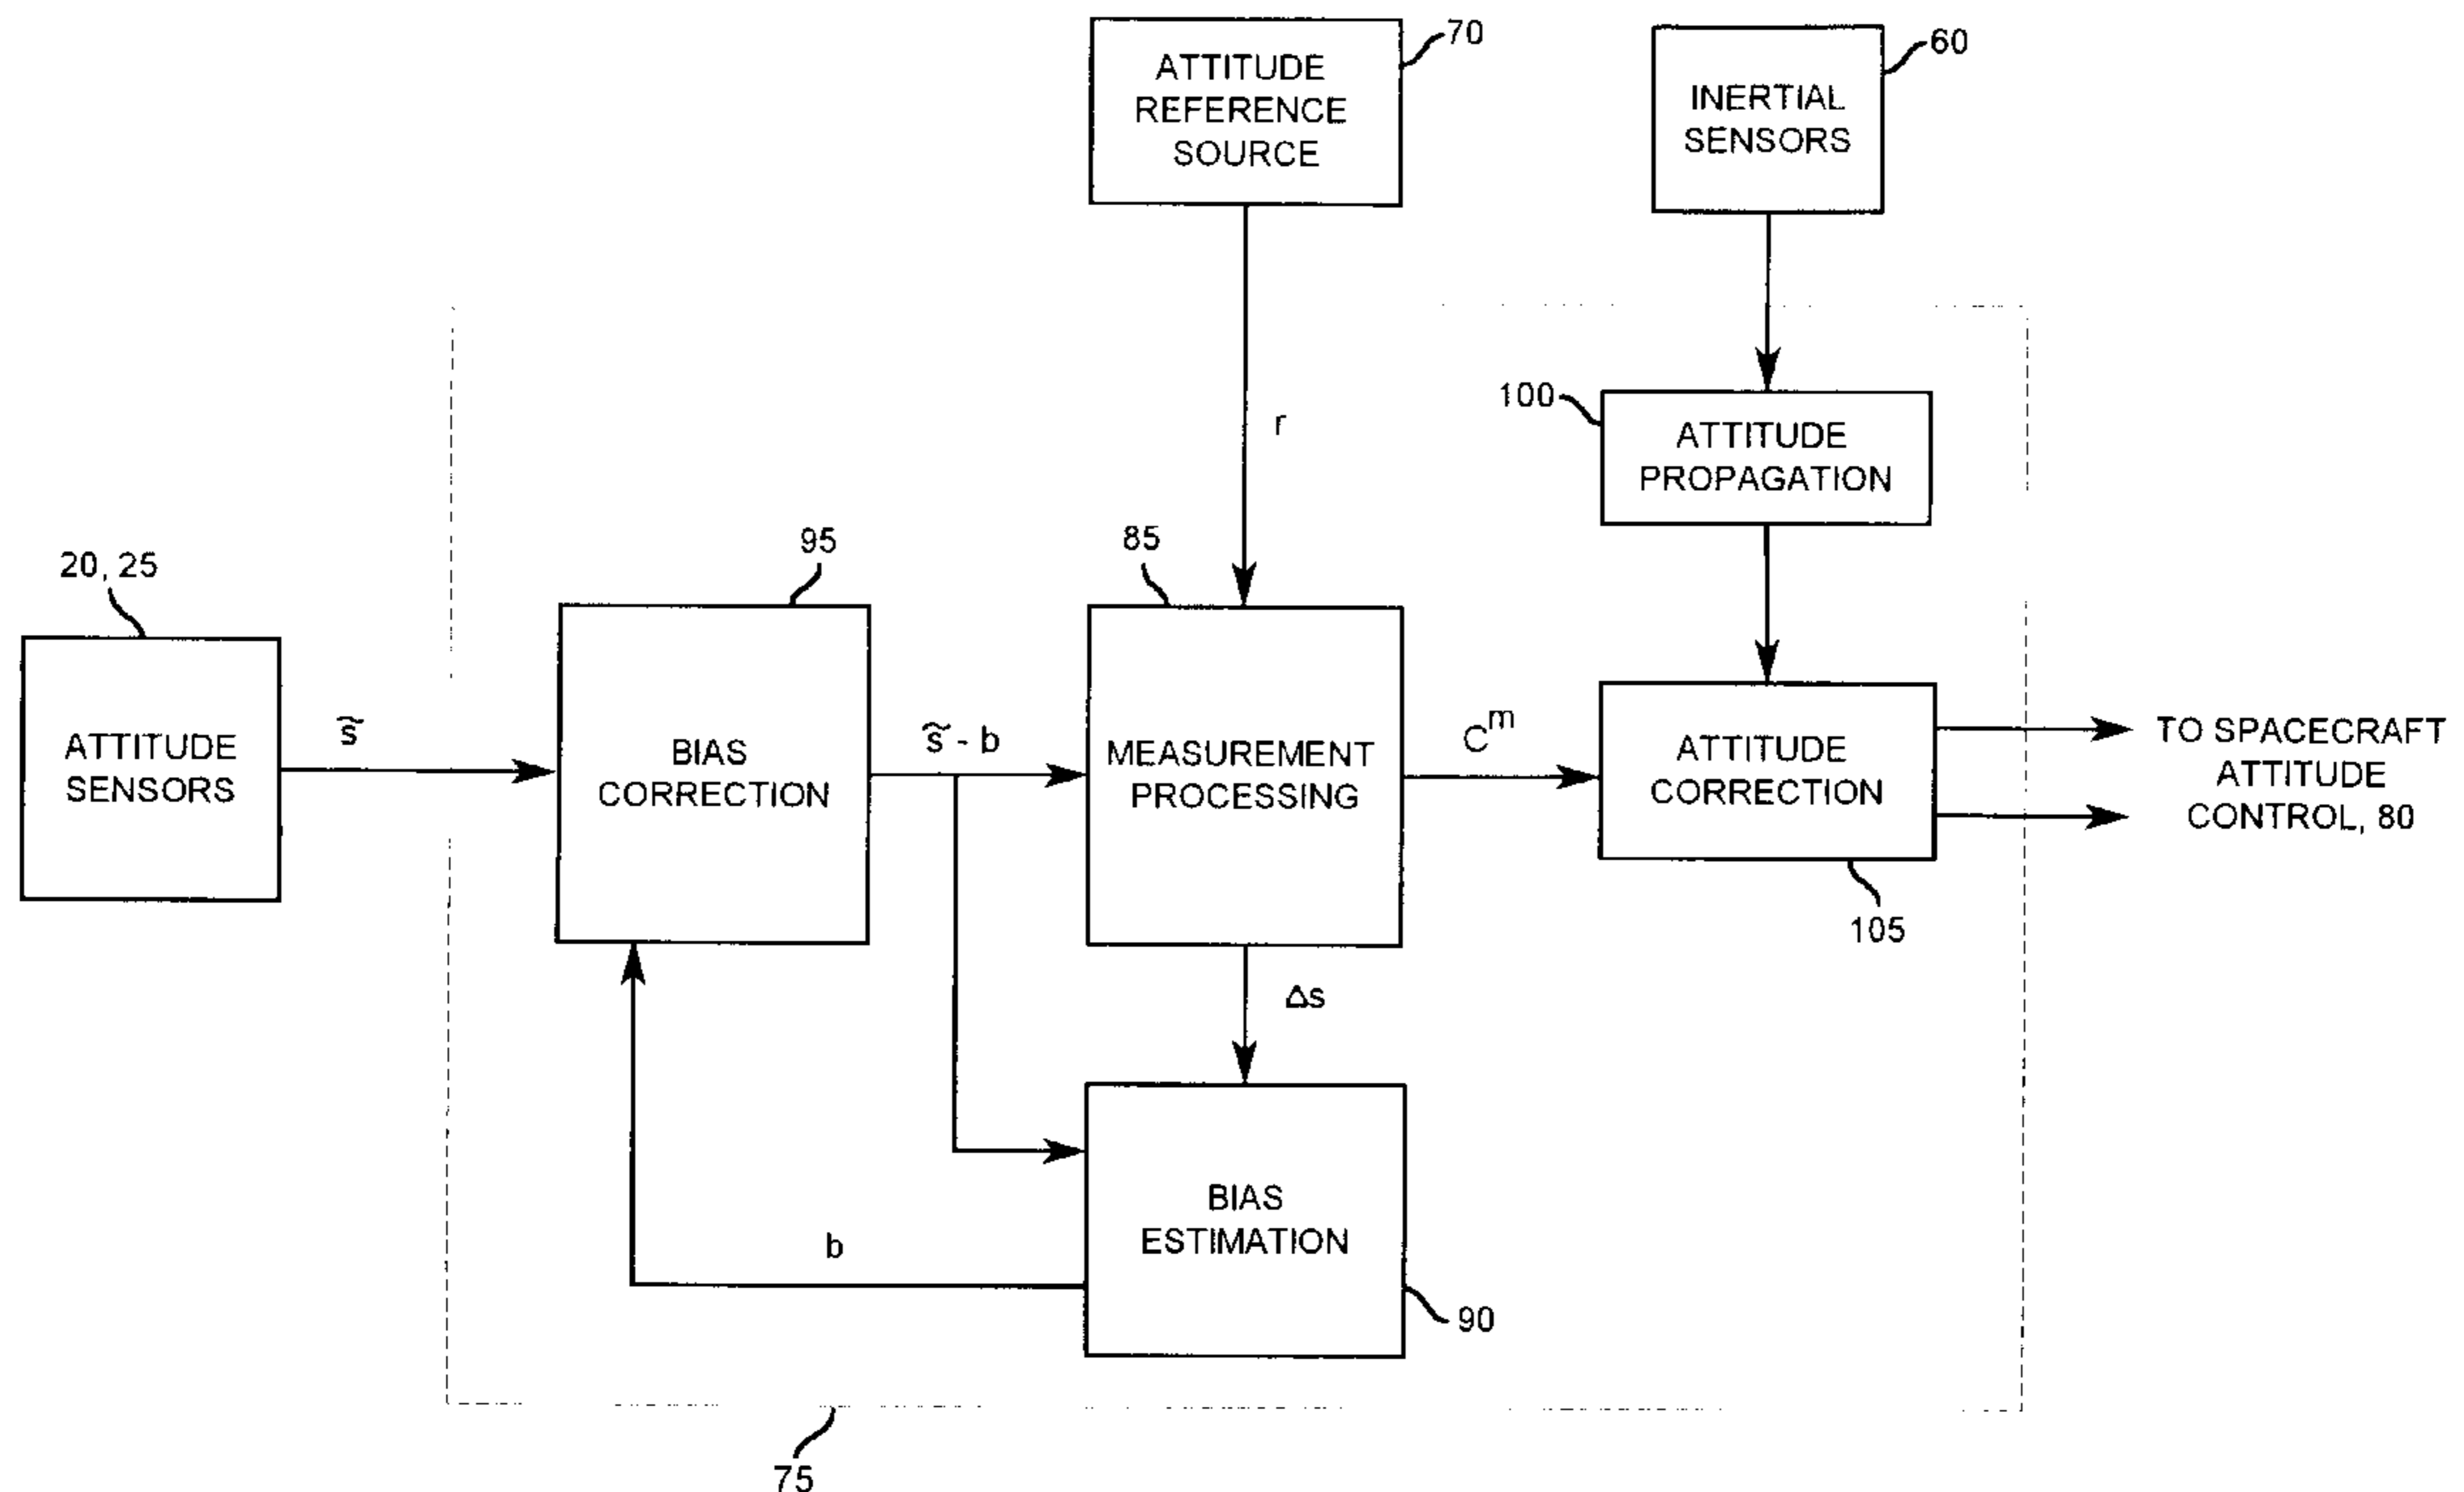 70
60
ATTITUDE
REFERENCE
SOURCE
INERTIAL
SENSORS
r
100
ATTITUDE
PROPAGATION
20, 25
95
85
ATTITUDE
SENSORS
s̃
BIAS
CORRECTION
s̃ - b
MEASUREMENT
PROCESSING
Cᵐ
ATTITUDE
CORRECTION
TO SPACECRAFT
ATTITUDE
CONTROL, 80
105
Δs
b
BIAS
ESTIMATION
90
75